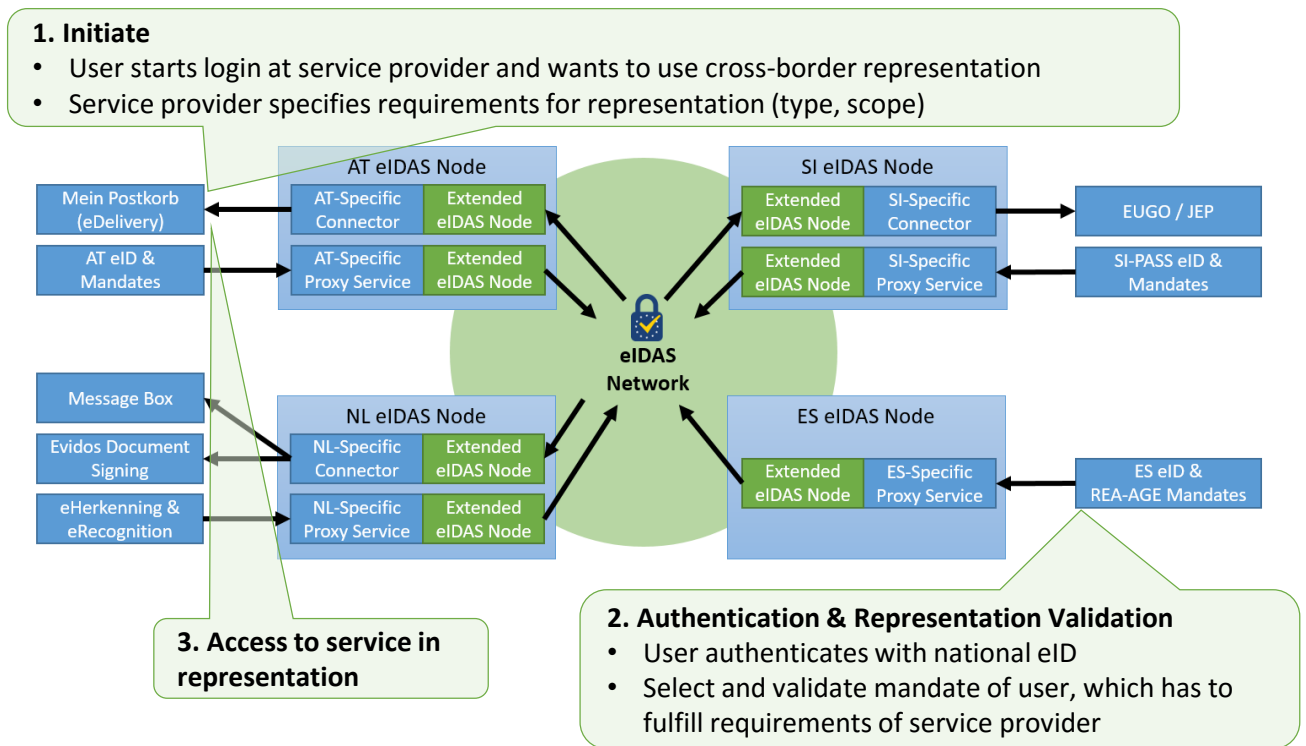 1. Initiate
• User starts login at service provider and wants to use cross-border representation
• Service provider specifies requirements for representation (type, scope)
AT eIDAS Node
Mein Postkorb
(eDelivery)
AT-Specific
Connector
Extended
eIDAS Node
AT eID &
Mandates
AT-Specific
Proxy Service
Extended
eIDAS Node
SI eIDAS Node
Extended
eIDAS Node
SI-Specific
Connector
EUGO / JEP
Extended
eIDAS Node
SI-Specific
Proxy Service
SI-PASS eID &
Mandates
eIDAS
Network
NL eIDAS Node
Message Box
Evidos Document
Signing
NL-Specific
Connector
Extended
eIDAS Node
eHerkenning &
eRecognition
NL-Specific
Proxy Service
Extended
eIDAS Node
ES eIDAS Node
Extended
eIDAS Node
ES-Specific
Proxy Service
ES eID &
REA-AGE Mandates
3. Access to service in
representation
2. Authentication & Representation Validation
• User authenticates with national eID
• Select and validate mandate of user, which has to
fulfill requirements of service provider